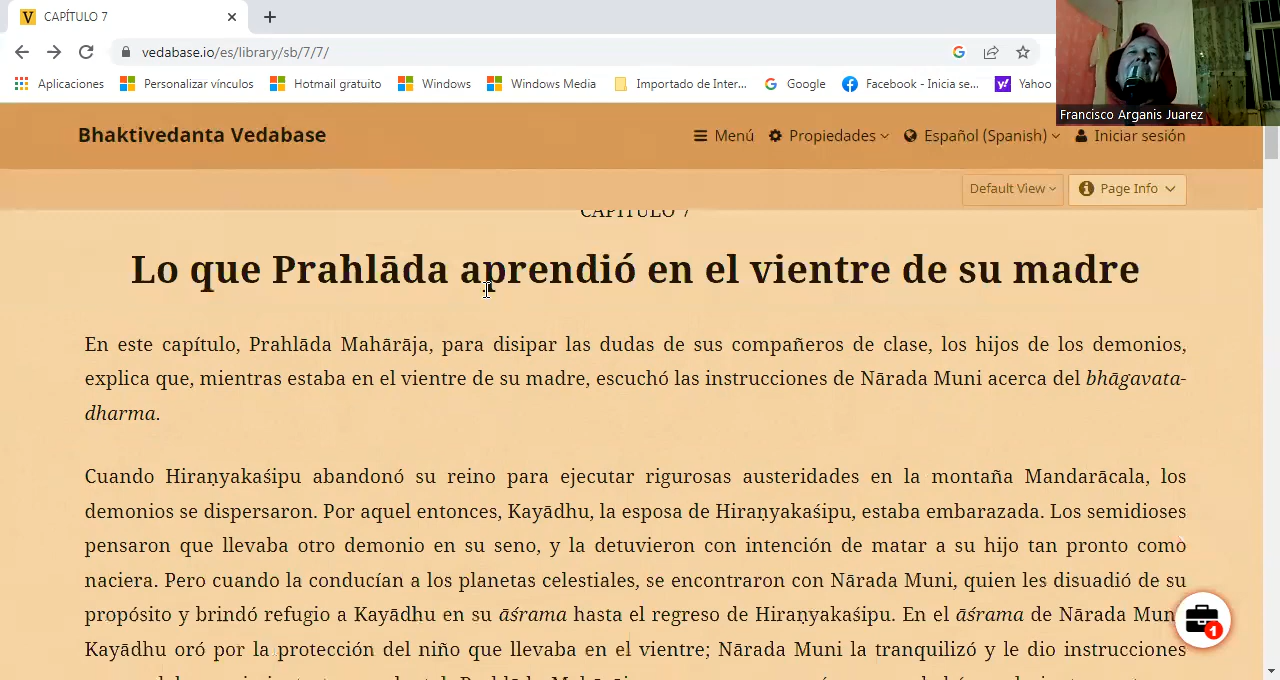 CAPÍTULO 7
vedabase.io/es/library/sb/7/7/
Aplicaciones
Personalizar vínculos
Hotmail gratuito
Windows
Windows Media
Importado de Inter...
Google
Facebook - Inicia se...
Yahoo
Francisco Arganis Juarez
Bhaktivedanta Vedabase
Menú
Propiedades
Español (Spanish)
Iniciar sesión
Default View
Page Info
CAPÍTULO 7
Lo que Prahlāda aprendió en el vientre de su madre
En este capítulo, Prahlāda Mahārāja, para disipar las dudas de sus compañeros de clase, los hijos de los demonios,
explica que, mientras estaba en el vientre de su madre, escuchó las instrucciones de Nārada Muni acerca del bhāgavata-
dharma.
Cuando Hiraṇyakaśipu abandonó su reino para ejecutar rigurosas austeridades en la montaña Mandarācala, los
demonios se dispersaron. Por aquel entonces, Kayādhu, la esposa de Hiraṇyakaśipu, estaba embarazada. Los semidioses
pensaron que llevaba otro demonio en su seno, y la detuvieron con intención de matar a su hijo tan pronto como
naciera. Pero cuando la conducían a los planetas celestiales, se encontraron con Nārada Muni, quien les disuadió de su
propósito y brindó refugio a Kayādhu en su āśrama hasta el regreso de Hiraṇyakaśipu. En el āśrama de Nārada Muni
Kayādhu oró por la protección del niño que llevaba en el vientre; Nārada Muni la tranquilizó y le dio instrucciones
1